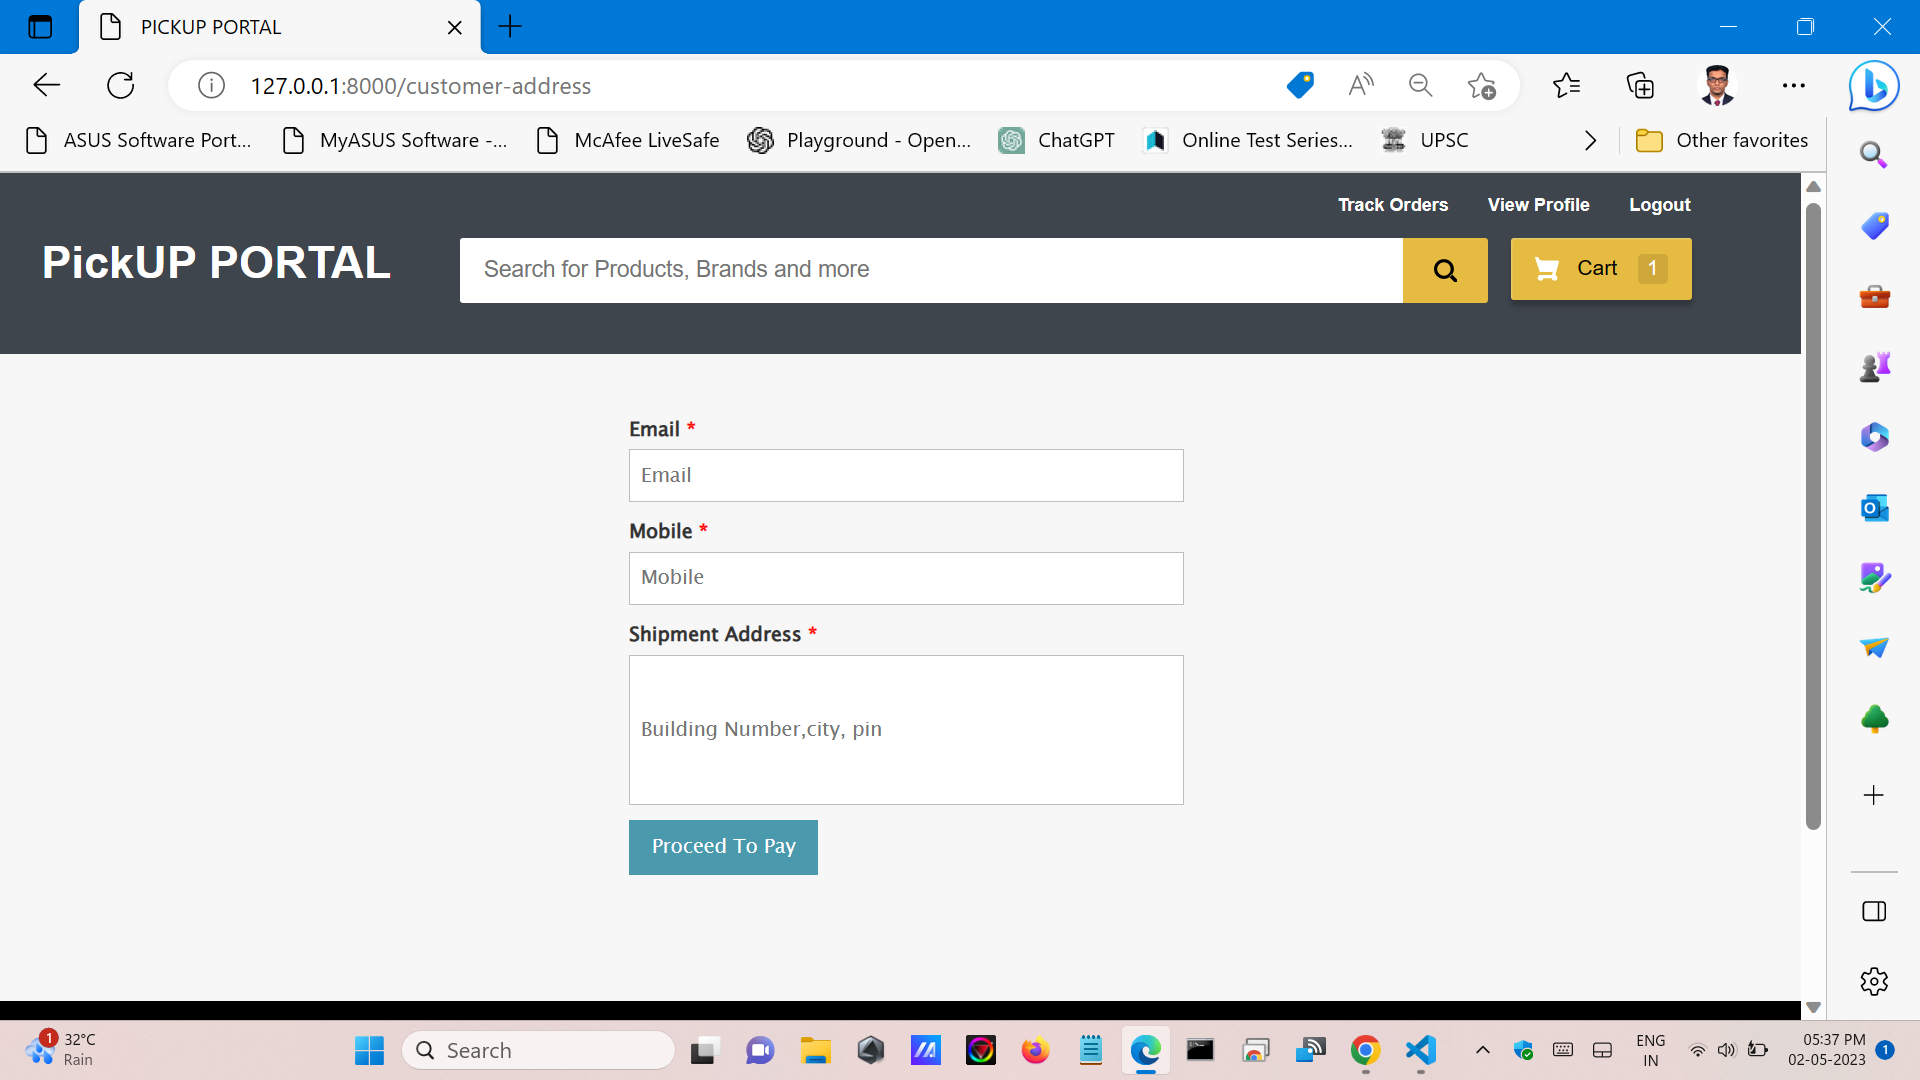 PICKUP PORTAL
127.0.0.1:8000/customer-address
ASUS Software Port...
MyASUS Software -...
McAfee LiveSafe
Playground - Open...
ChatGPT
Online Test Series...
UPSC
Other favorites
Track Orders
View Profile
Logout
PickUP PORTAL
Search for Products, Brands and more
Cart 1
Email *
Email
Mobile *
Mobile
Shipment Address *
Building Number,city, pin
Proceed To Pay
1
32°C
Rain
Search
ENG
IN
05:37 PM
02-05-2023
1